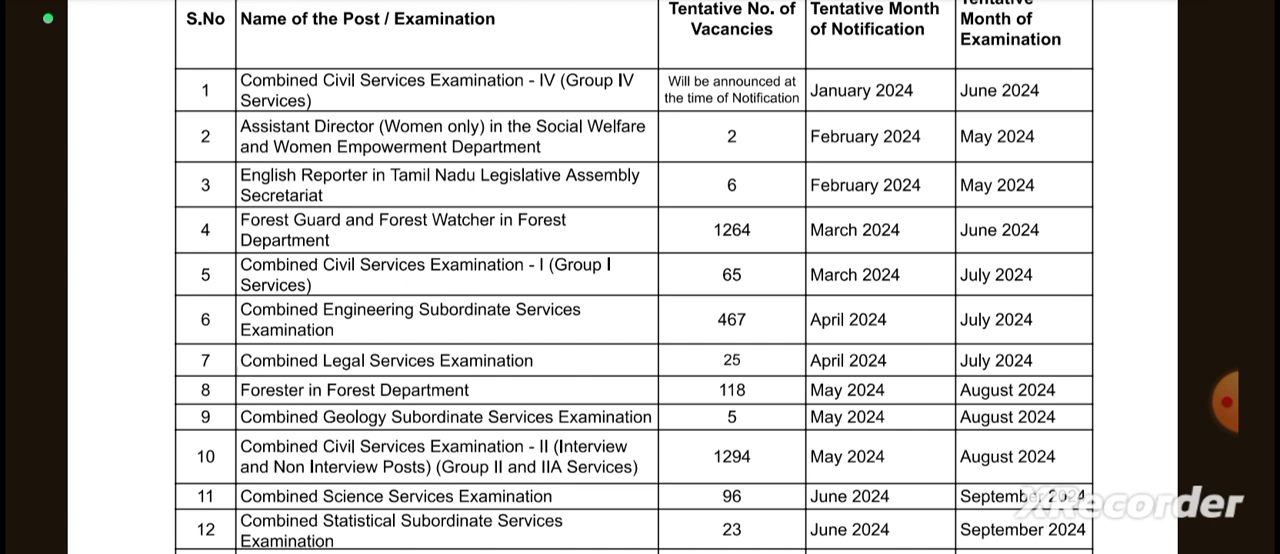 S.No Name of the Post / Examination Tentative No. of Vacancies Tentative Month of Notification Tentative Month of Examination
1 Combined Civil Services Examination - IV (Group IV Services) Will be announced at the time of Notification January 2024 June 2024
2 Assistant Director (Women only) in the Social Welfare and Women Empowerment Department 2 February 2024 May 2024
3 English Reporter in Tamil Nadu Legislative Assembly Secretariat 6 February 2024 May 2024
4 Forest Guard and Forest Watcher in Forest Department 1264 March 2024 June 2024
5 Combined Civil Services Examination - I (Group I Services) 65 March 2024 July 2024
6 Combined Engineering Subordinate Services Examination 467 April 2024 July 2024
7 Combined Legal Services Examination 25 April 2024 July 2024
8 Forester in Forest Department 118 May 2024 August 2024
9 Combined Geology Subordinate Services Examination 5 May 2024 August 2024
10 Combined Civil Services Examination - II (Interview and Non Interview Posts) (Group II and IIA Services) 1294 May 2024 August 2024
11 Combined Science Services Examination 96 June 2024 September 2024
12 Combined Statistical Subordinate Services Examination 23 June 2024 September 2024
XRecorder